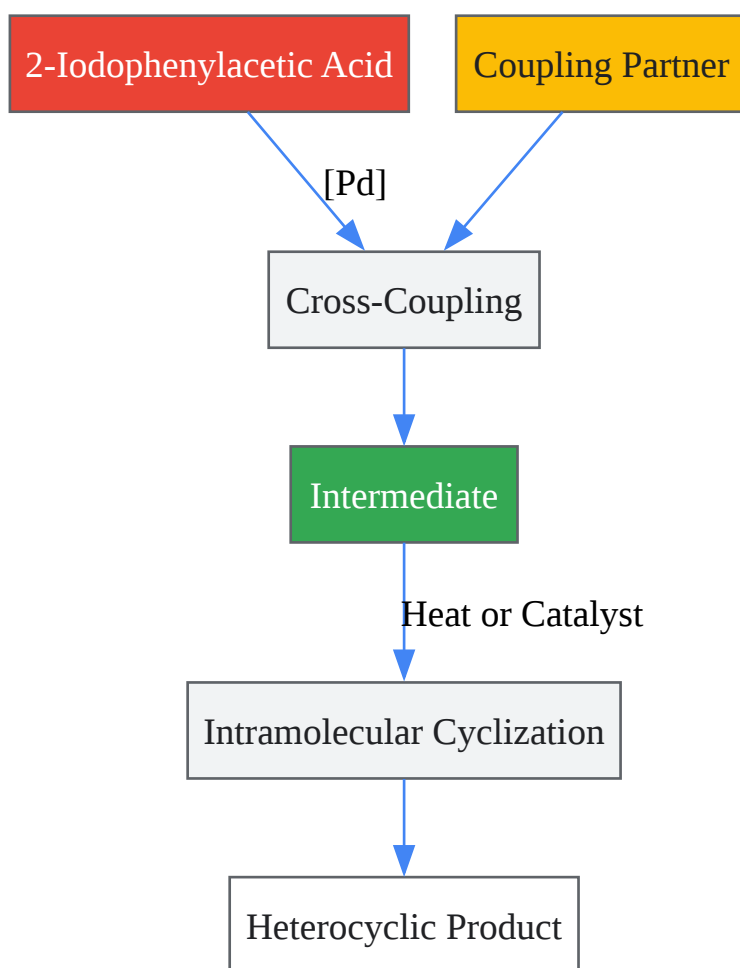 2-Iodophenylacetic Acid
Coupling Partner
[Pd]
Cross-Coupling
Intermediate
Heat or Catalyst
Intramolecular Cyclization
Heterocyclic Product